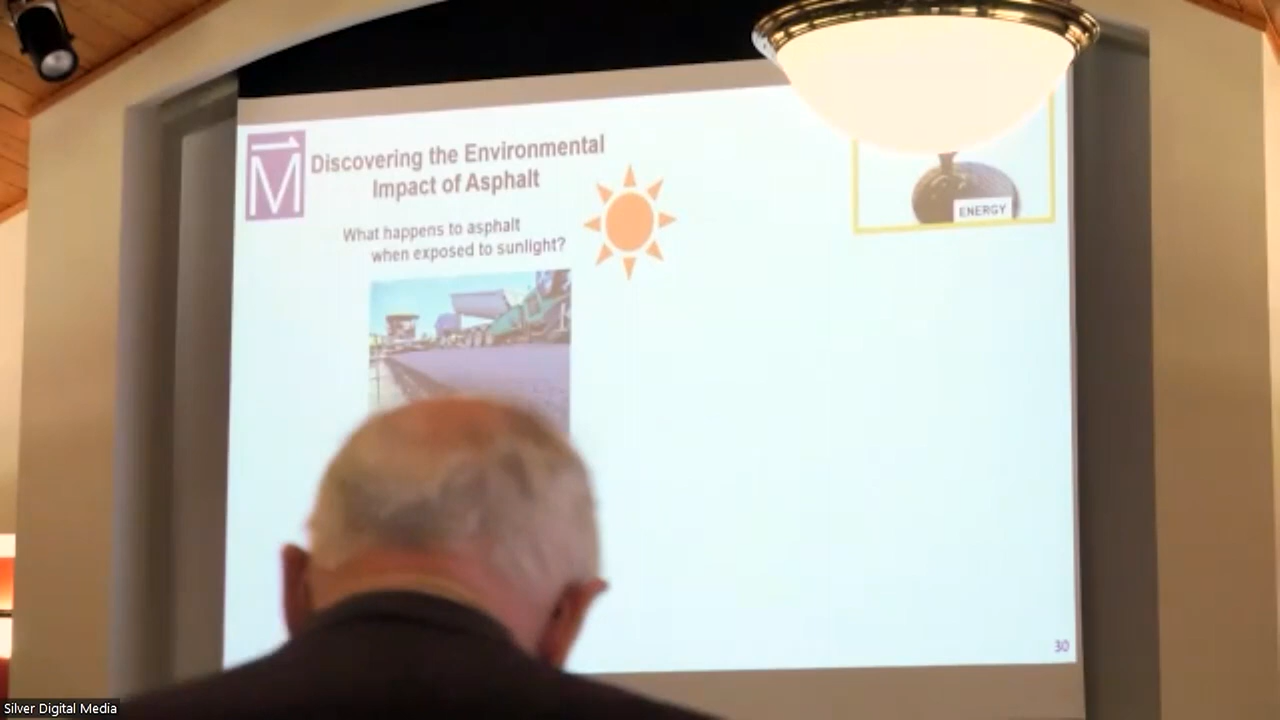 M
Discovering the Environmental
Impact of Asphalt
What happens to asphalt
when exposed to sunlight?
ENERGY
30
Silver Digital Media